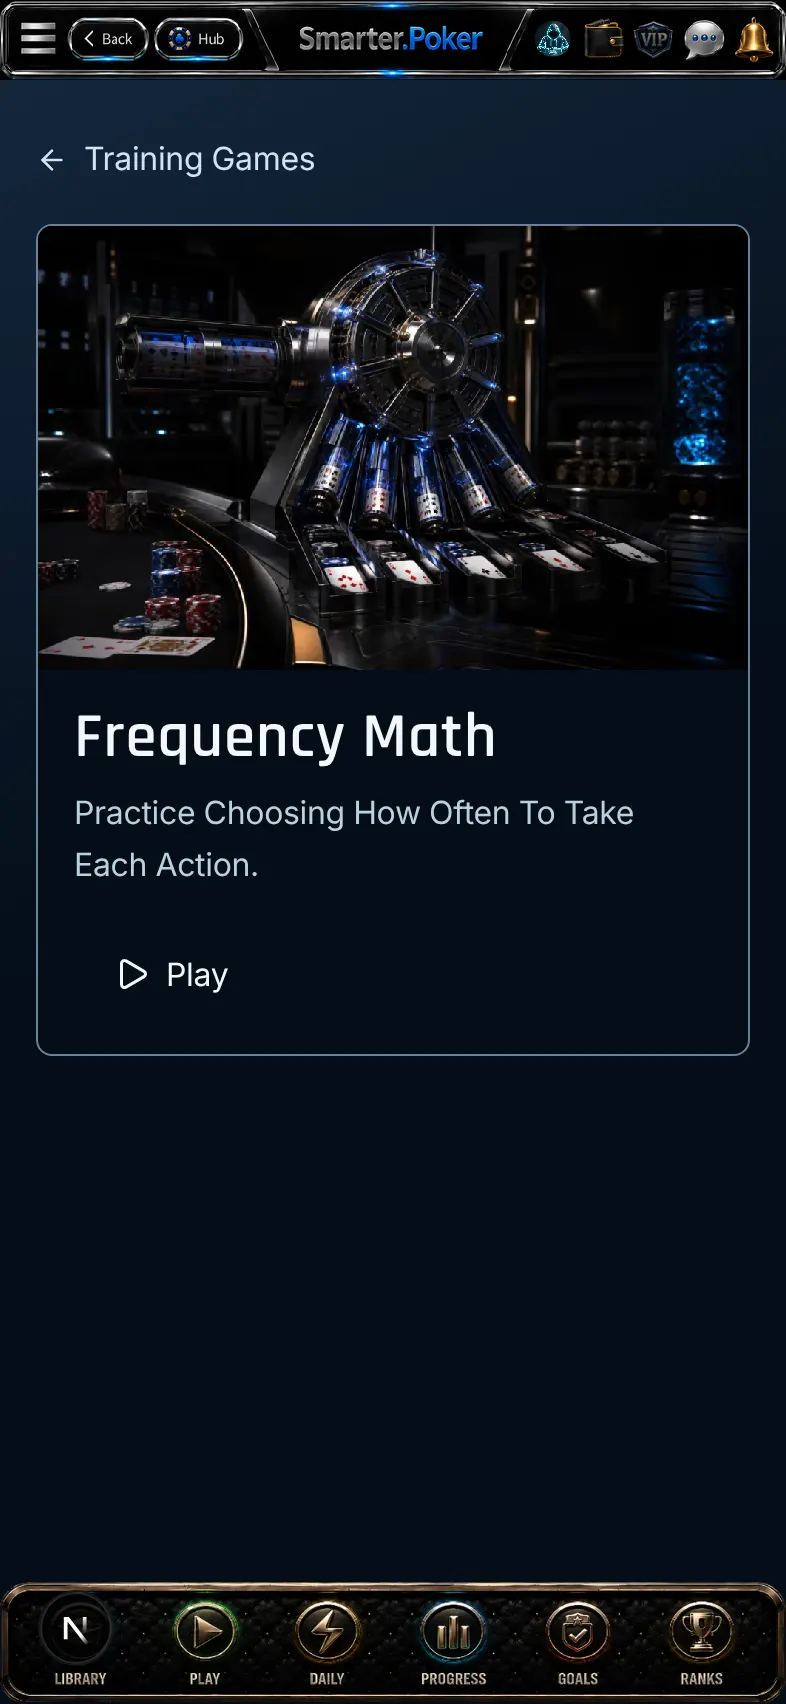 Back
Hub
Smarter.Poker
VIP
Training Games
Frequency Math
Practice Choosing How Often To Take
Each Action.
Play
N
LIBRARY
PLAY
DAILY
PROGRESS
GOALS
RANKS